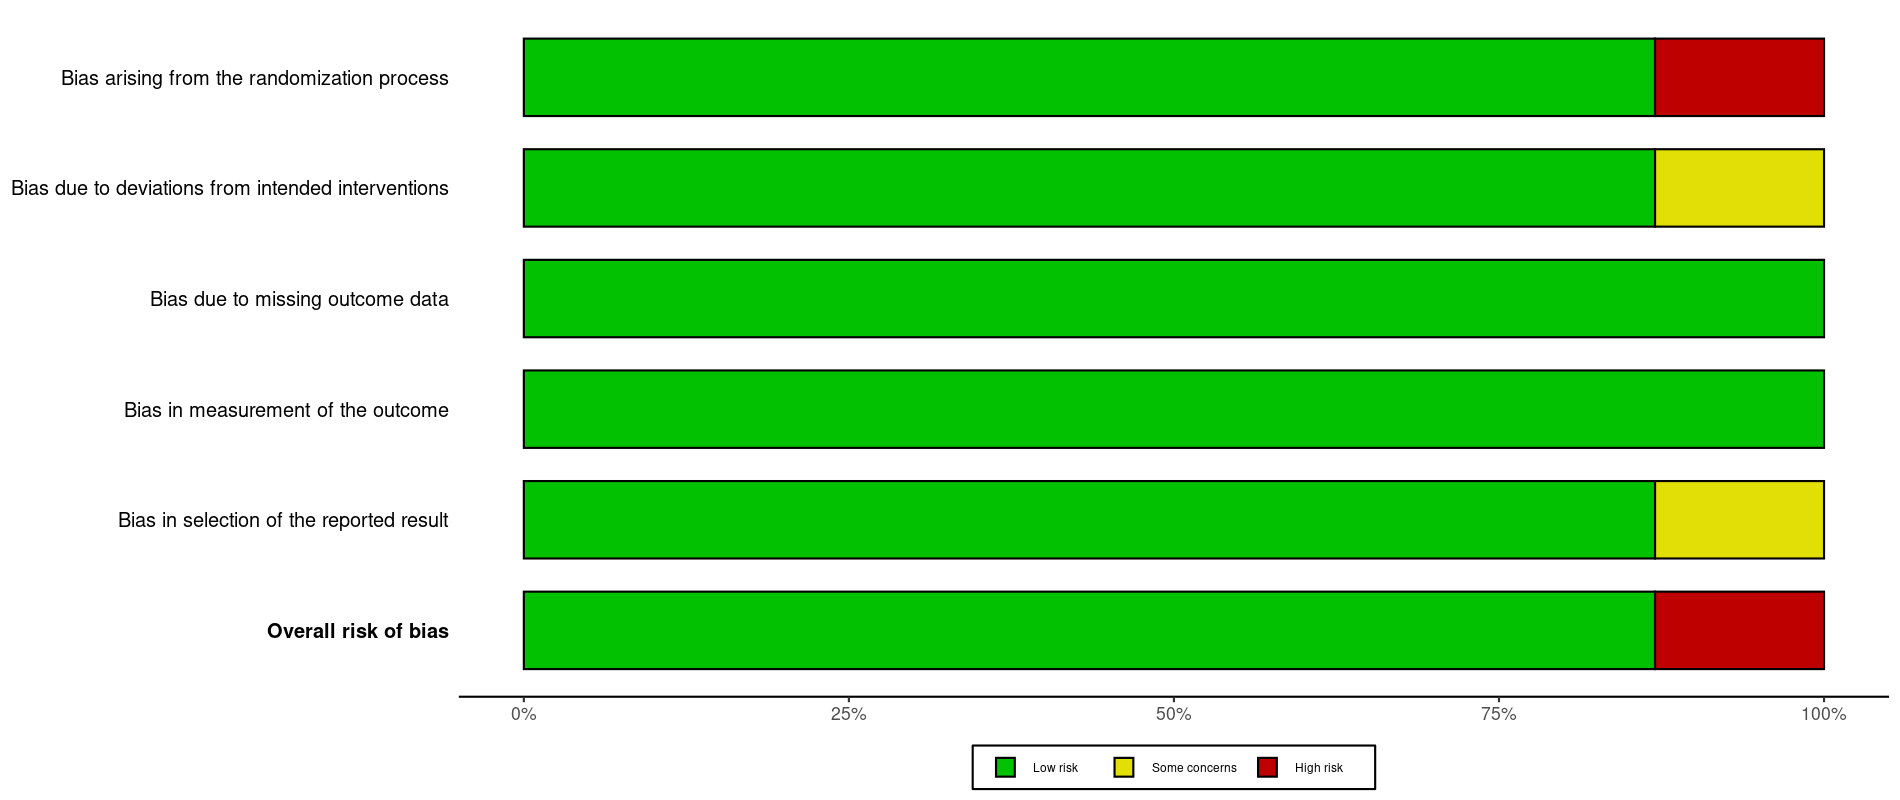 Bias arising from the randomization process
Bias due to deviations from intended interventions
Bias due to missing outcome data
Bias in measurement of the outcome
Bias in selection of the reported result
Overall risk of bias
0% 25% 50% 75% 100%
Low risk Some concerns High risk